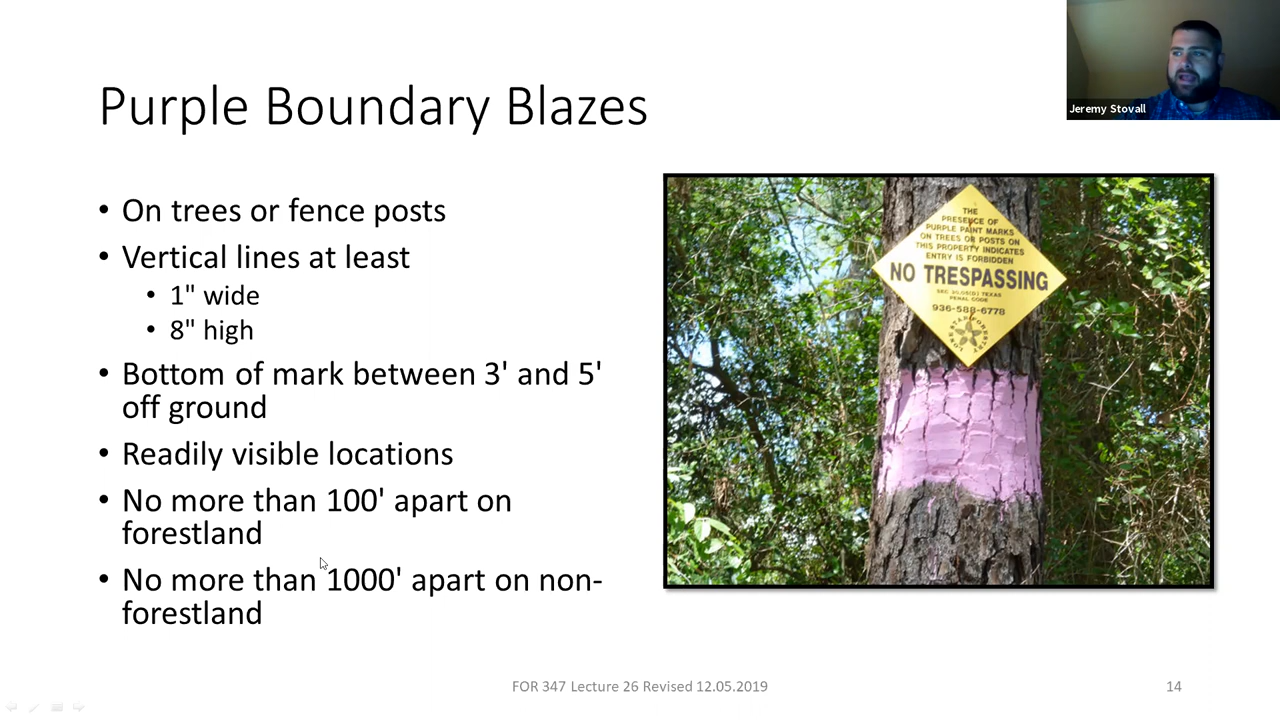 Purple Boundary Blazes
Jeremy Stovall
• On trees or fence posts
• Vertical lines at least
• 1" wide
• 8" high
• Bottom of mark between 3' and 5'
off ground
• Readily visible locations
• No more than 100' apart on
forestland
• No more than 1000' apart on non-
forestland
THE
PRESENCE OF
PURPLE PAINT MARKS
ON TREES OR POSTS ON
THIS PROPERTY INDICATES
ENTRY IS FORBIDDEN
NO TRESPASSING
SEC 30.05(D) TEXAS
PENAL CODE
936-588-6778
LONE STAR FORESTRY
FOR 347 Lecture 26 Revised 12.05.2019
14